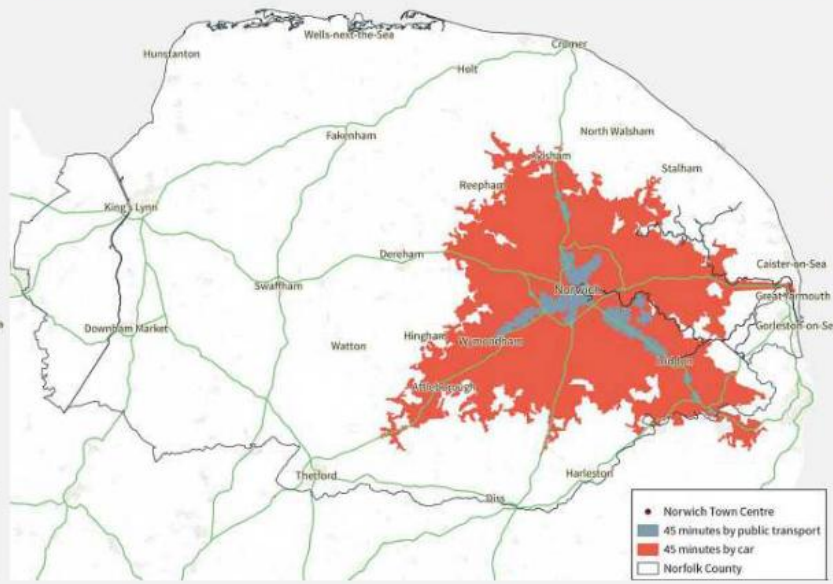 Wells-next-the-Sea
Hunstanton
Cromer
Holt
Fakenham
North Walsham
Aylsham
Stalham
Reepham
King's Lynn
Dereham
Caister-on-Sea
Swaffham
Norwich
Great Yarmouth
Gorleston-on-Sea
Downham Market
Hingham
Wymondham
Watton
Loddon
Attleborough
Thetford
Harleston
Diss
Norwich Town Centre
45 minutes by public transport
45 minutes by car
Norfolk County